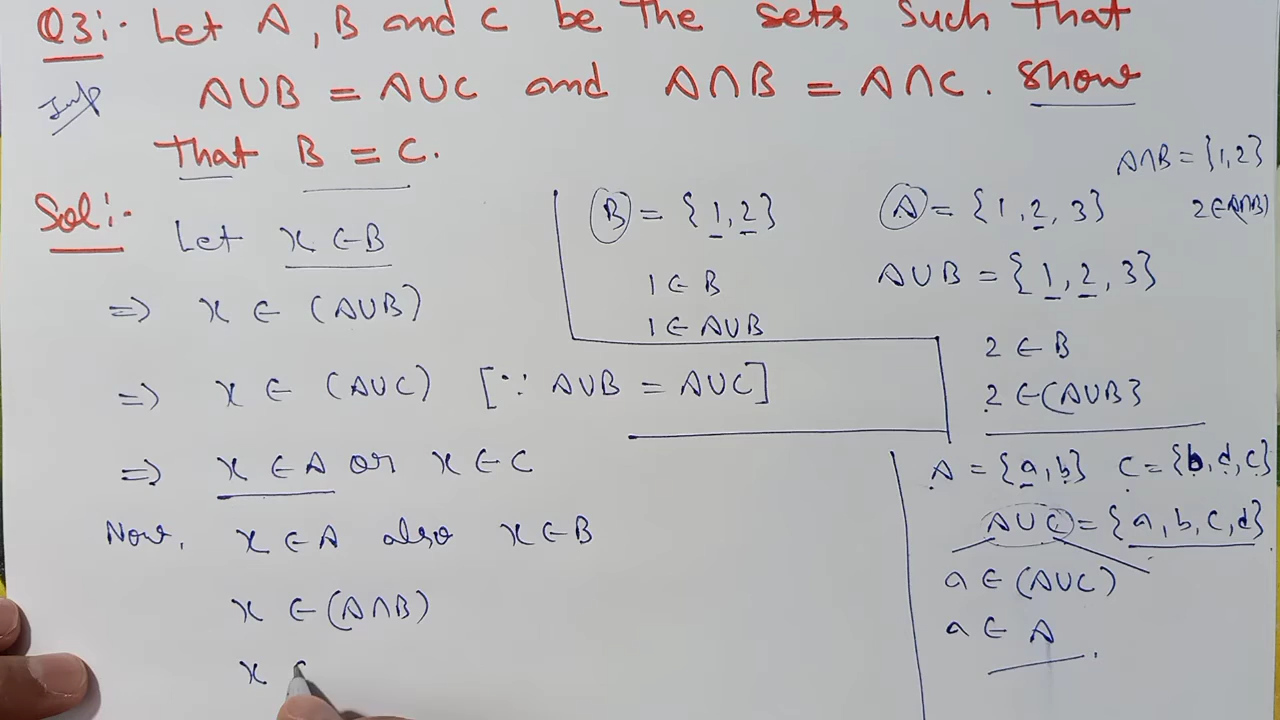 Q3:- Let A, B and C be the sets such that
Imp
A∪B = A∪C and A∩B = A∩C. Show
that B = C.
A∩B = {1,2}
2∈(A∩B)
Sol:-
Let x ∈ B
=> x ∈ (A∪B)
=> x ∈ (A∪C) [∵ A∪B = A∪C]
=> x ∈ A or x ∈ C
Now, x ∈ A also x ∈ B
x ∈ (A∩B)
x
B = {1,2}
1 ∈ B
1 ∈ A∪B
A = {1,2,3}
A∪B = {1,2,3}
2 ∈ B
2 ∈ (A∪B}
A = {a,b} C = {b,d,c}
A∪C = {a,b,c,d}
a ∈ (A∪C)
a ∈ A